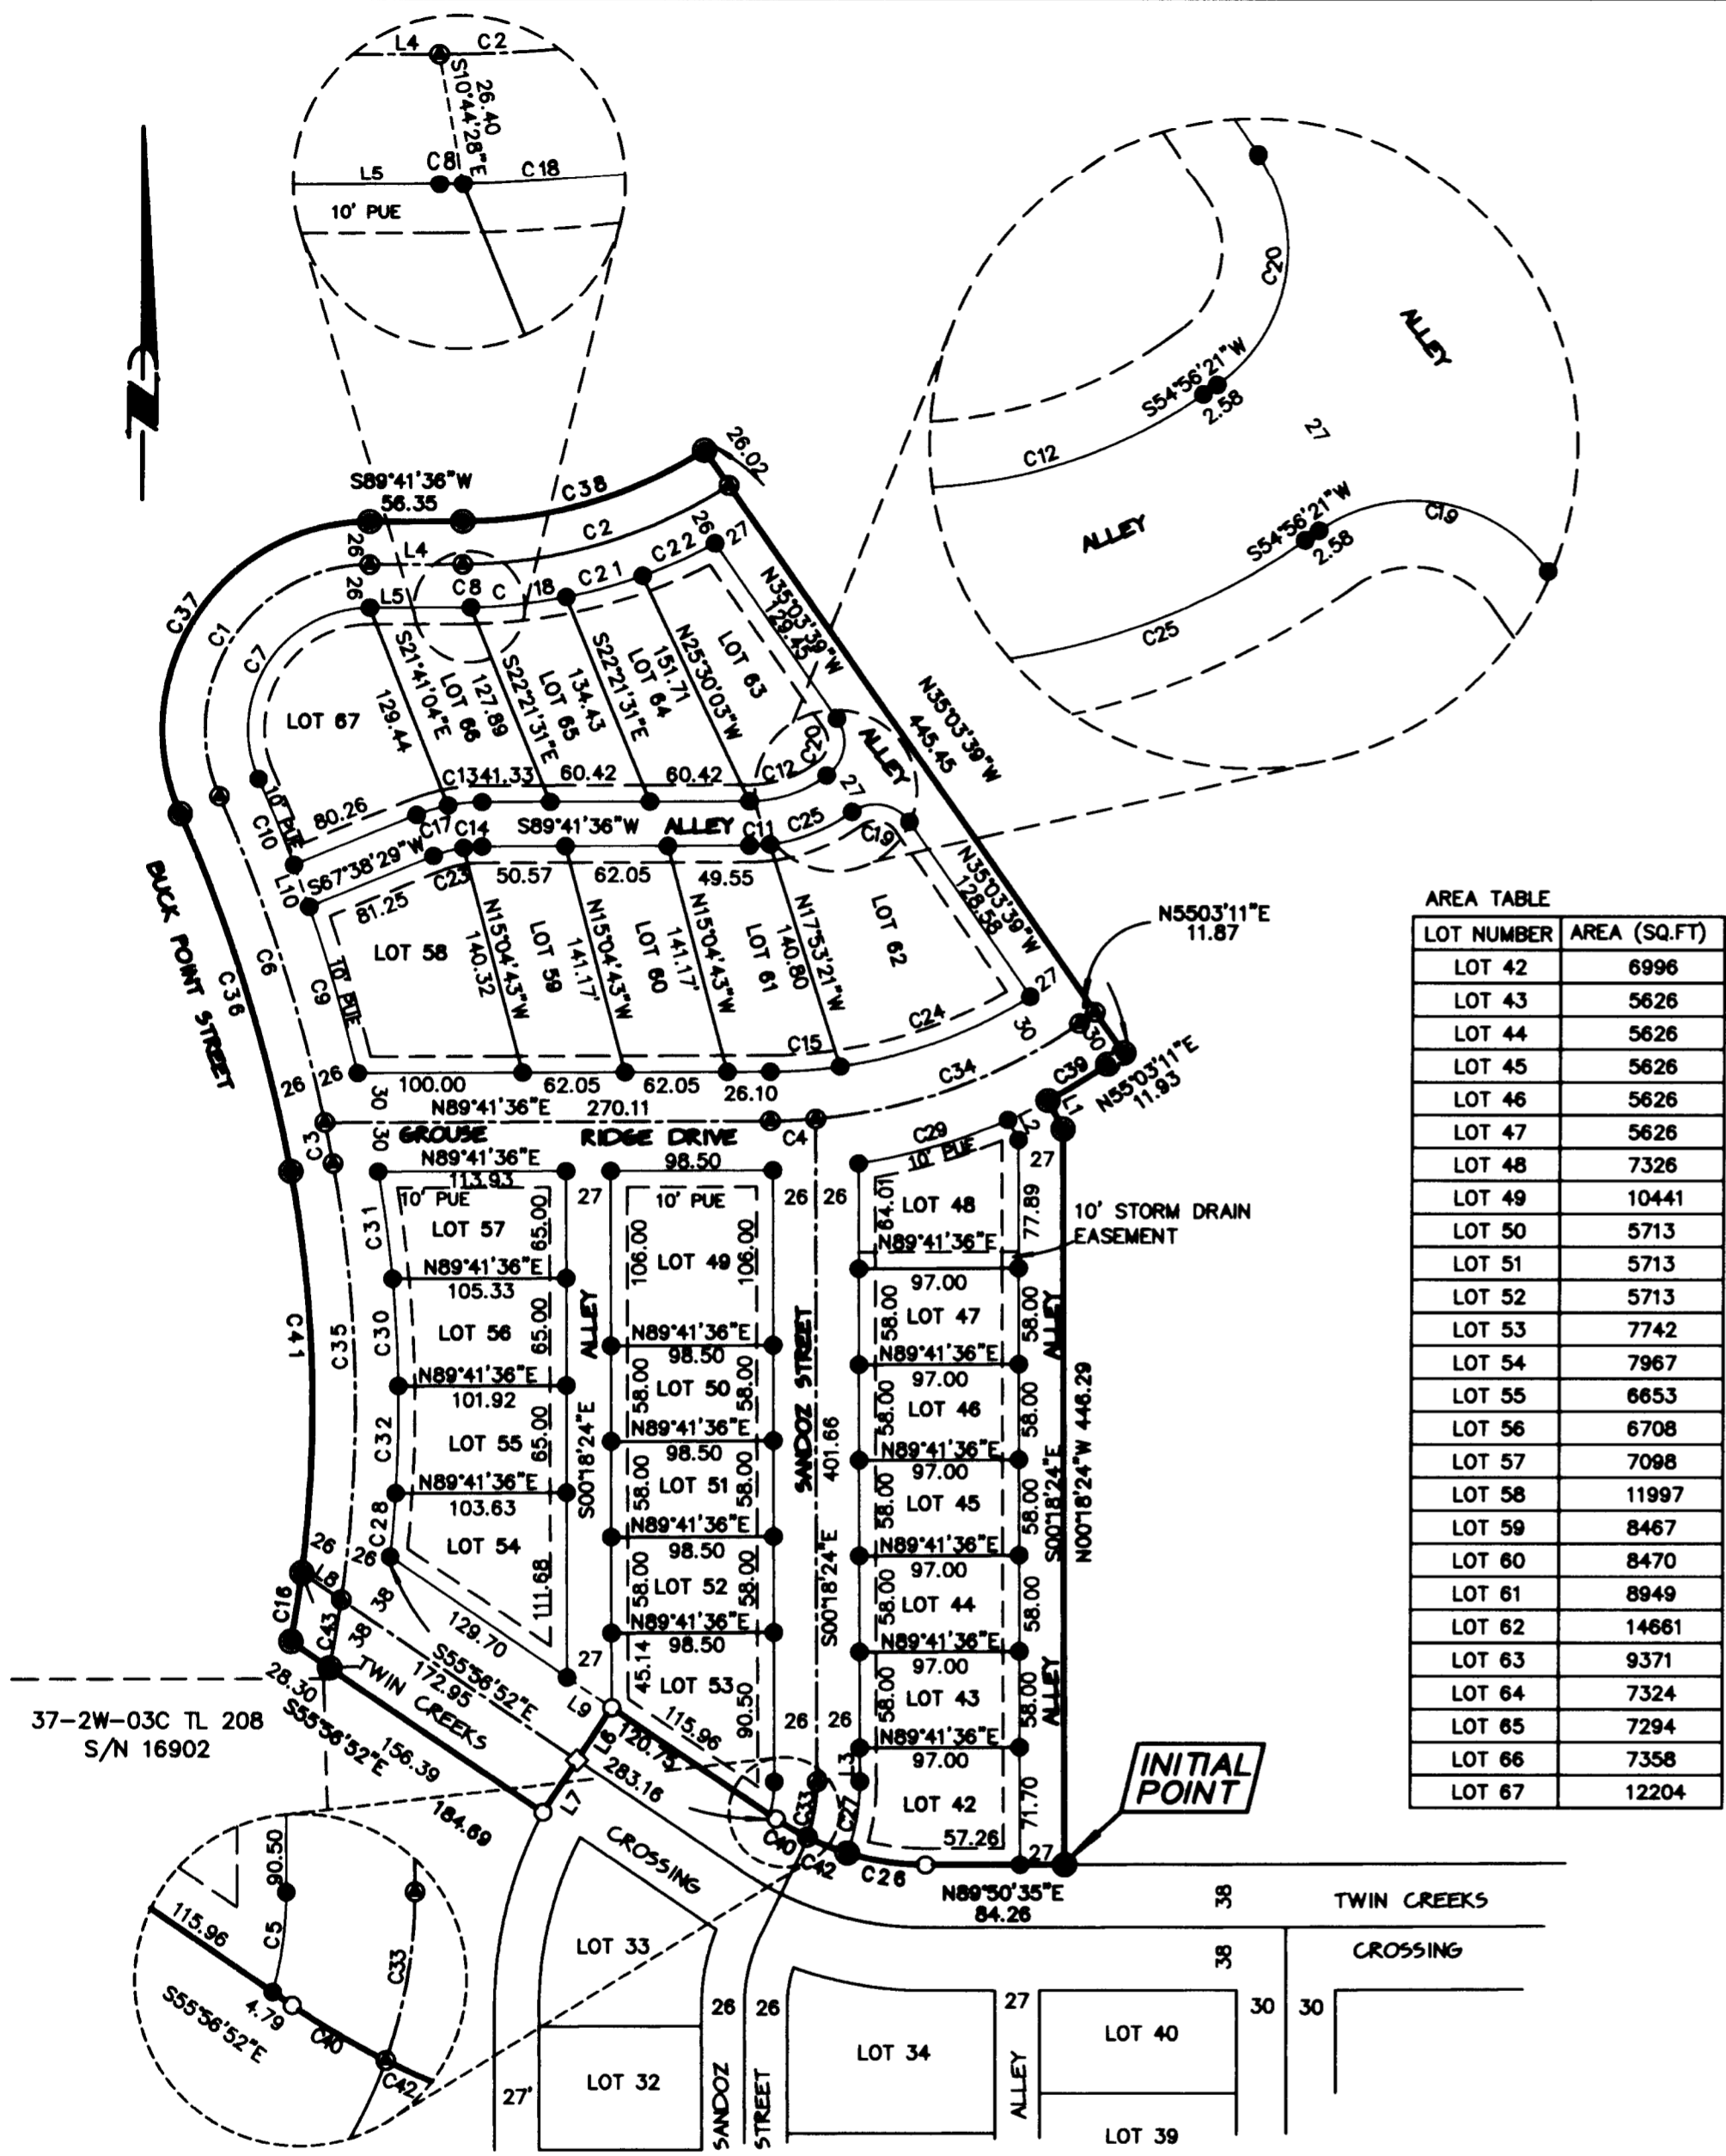 L4 C2
26.40
S10°44'28"E
C8
L5 C18
10' PUE
C20
ALLEY
S54°56'21"W
2.58
27
C12
S54°56'21"W
2.58
ALLEY
C19
C25
26.02
S89°41'36"W
56.35
C38
C2
26
L4
26
26
27
C22
C21
C8 C 18
L5
C37
C1
C7
N35°03'39"W
129.45
LOT 63
N25°30'03"W
151.71
LOT 64
S22°21'31"E
134.43
LOT 65
S22°21'31"E
127.89
LOT 66
S21°41'04"E
129.44
LOT 67
N35°03'39"W
445.45
C20
C3
ALLEY
27
C12
C13 41.33
60.42
60.42
80.26
10' PUE
C10
C17
C14
S89°41'36"W
ALLEY
C11
C25
C19
L10
S67°38'29"W
C23
50.57
62.05
49.55
81.25
BUCK POINT STREET
C6
C36
C9
10' PUE
LOT 58
N15°04'43"W
140.32
LOT 59
N15°04'43"W
141.17'
LOT 60
N15°04'43"W
141.17'
LOT 61
N17°53'21"W
140.80
LOT 62
N35°03'39"W
128.58
27
N5503'11"E
11.87
30
30
C24
C15
C34
C39
N55°03'11"E
11.93
L1
L2
26
26
100.00
62.05
62.05
26.10
30
N89°41'36"E 270.11
30
C3
GROUSE RIDGE DRIVE
C4
C29
10' PUE
N89°41'36"E
113.93
98.50
27
27
10' PUE
10' PUE
26
26
LOT 48
64.01
77.89
10' STORM DRAIN
EASEMENT
C31
LOT 57
65.00
106.00
LOT 49
106.00
N89°41'36"E
97.00
N89°41'36"E
105.33
C41
C35
C30
LOT 56
65.00
ALLEY
LOT 47
58.00
58.00
ALLEY
N89°41'36"E
98.50
N89°41'36"E
97.00
N89°41'36"E
101.92
58.00
LOT 50
58.00
SANDOZ STREET
401.66
LOT 46
58.00
58.00
N00°18'24"W 446.29
C32
LOT 55
65.00
S00°18'24"E
N89°41'36"E
98.50
N89°41'36"E
97.00
N89°41'36"E
103.63
58.00
LOT 51
58.00
LOT 45
58.00
58.00
S00°18'24"E
C28
LOT 54
111.68
N89°41'36"E
98.50
N89°41'36"E
97.00
26
26
L8
58.00
LOT 52
58.00
S00°18'24"E
LOT 44
58.00
58.00
C16
38
C43
38
129.70
N89°41'36"E
98.50
N89°41'36"E
97.00
S55°56'52"E
172.95
27
45.14
LOT 53
90.50
LOT 43
58.00
58.00
ALLEY
28.30
TWIN CREEKS
L9
115.96
26
26
N89°41'36"E
97.00
37-2W-03C TL 208
S/N 16902
S55°56'52"E
156.39
L6
120.75
L3
INITIAL
POINT
184.69
L7
283.16
C33
C27
LOT 42
71.70
57.26
27
CROSSING
C40
C42
C26
N89°50'35"E
84.26
38
TWIN CREEKS
38
CROSSING
90.50
115.96
C5
C33
4.79
S55°56'52"E
C40
C42
LOT 33
26
26
27
30
30
LOT 40
LOT 34
LOT 32
27'
SANDOZ
STREET
ALLEY
LOT 39
AREA TABLE
LOT NUMBER AREA (SQ.FT)
LOT 42 6996
LOT 43 5626
LOT 44 5626
LOT 45 5626
LOT 46 5626
LOT 47 5626
LOT 48 7326
LOT 49 10441
LOT 50 5713
LOT 51 5713
LOT 52 5713
LOT 53 7742
LOT 54 7967
LOT 55 6653
LOT 56 6708
LOT 57 7098
LOT 58 11997
LOT 59 8467
LOT 60 8470
LOT 61 8949
LOT 62 14661
LOT 63 9371
LOT 64 7324
LOT 65 7294
LOT 66 7358
LOT 67 12204